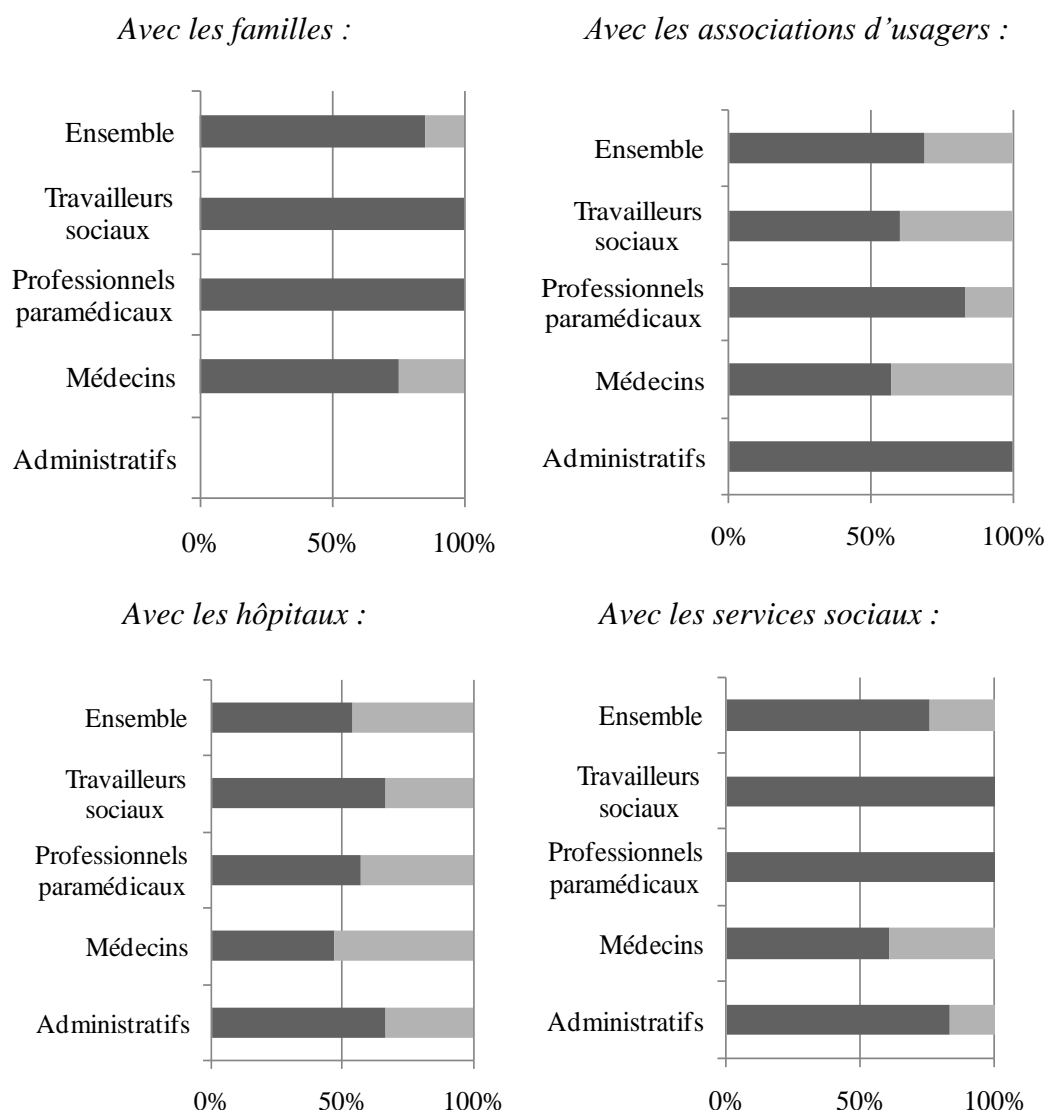 Avec les familles :
Ensemble
Travailleurs
sociaux
Professionnels
paramédicaux
Médecins
Administratifs
0% 50% 100%
Avec les associations d’usagers :
Ensemble
Travailleurs
sociaux
Professionnels
paramédicaux
Médecins
Administratifs
0% 50% 100%
Avec les hôpitaux :
Ensemble
Travailleurs
sociaux
Professionnels
paramédicaux
Médecins
Administratifs
0% 50% 100%
Avec les services sociaux :
Ensemble
Travailleurs
sociaux
Professionnels
paramédicaux
Médecins
Administratifs
0% 50% 100%